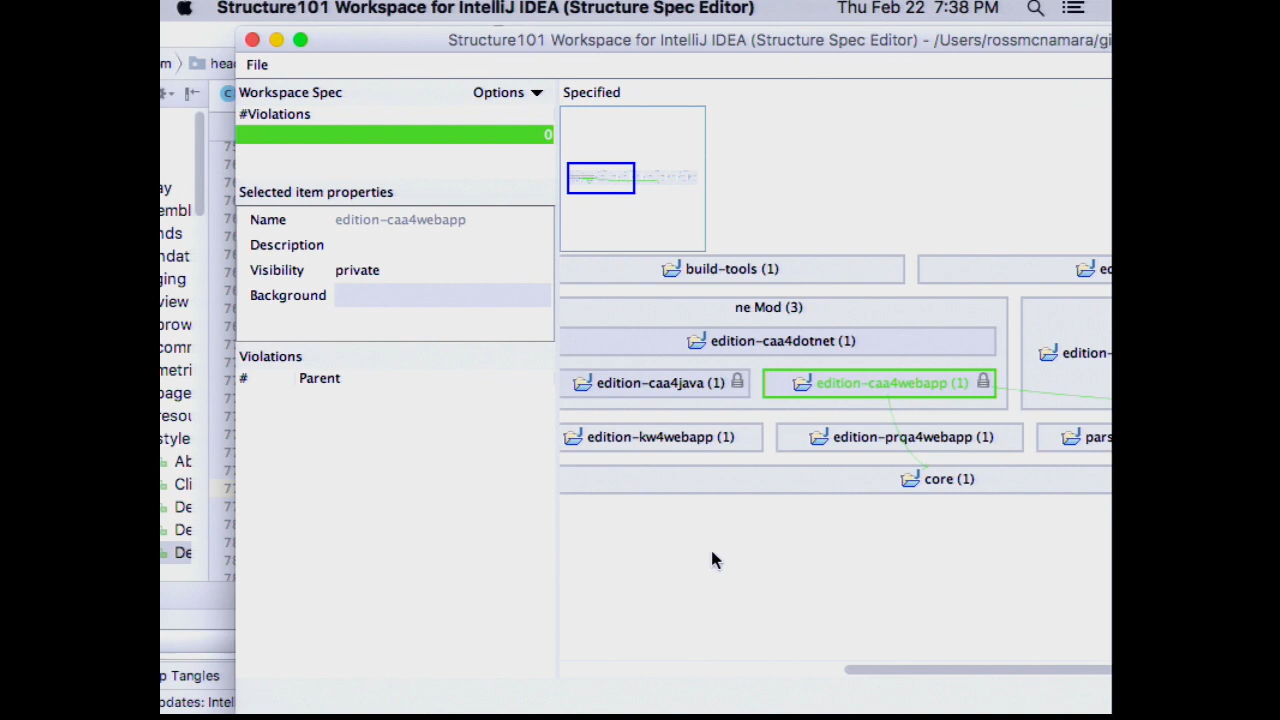 Structure101 Workspace for IntelliJ IDEA (Structure Spec Editor) Thu Feb 22 7:38 PM
Structure101 Workspace for IntelliJ IDEA (Structure Spec Editor) - /Users/rossmcnamara/gi
m hea
File
Workspace Spec Options Specified
#Violations
0
Selected item properties
Name edition-caa4webapp
Description
Visibility private
Background
Violations
# Parent
build-tools (1)
ne Mod (3)
edition-caa4dotnet (1)
edition-
edition-caa4java (1) edition-caa4webapp (1)
edition-kw4webapp (1) edition-prqa4webapp (1) pars
core (1)
ay
embl
nds
ndat
ging
view
brow
comm
metri
page
resou
style
Ab
Cli
De
De
De
p Tangles
pdates: Intel